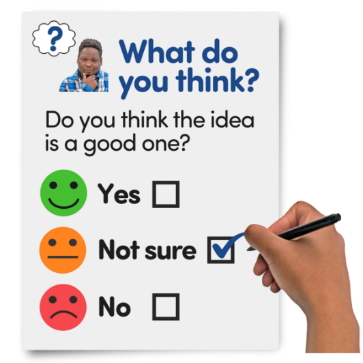 ?
What do
you think?
Do you think the idea
is a good one?
Yes
Not sure
No